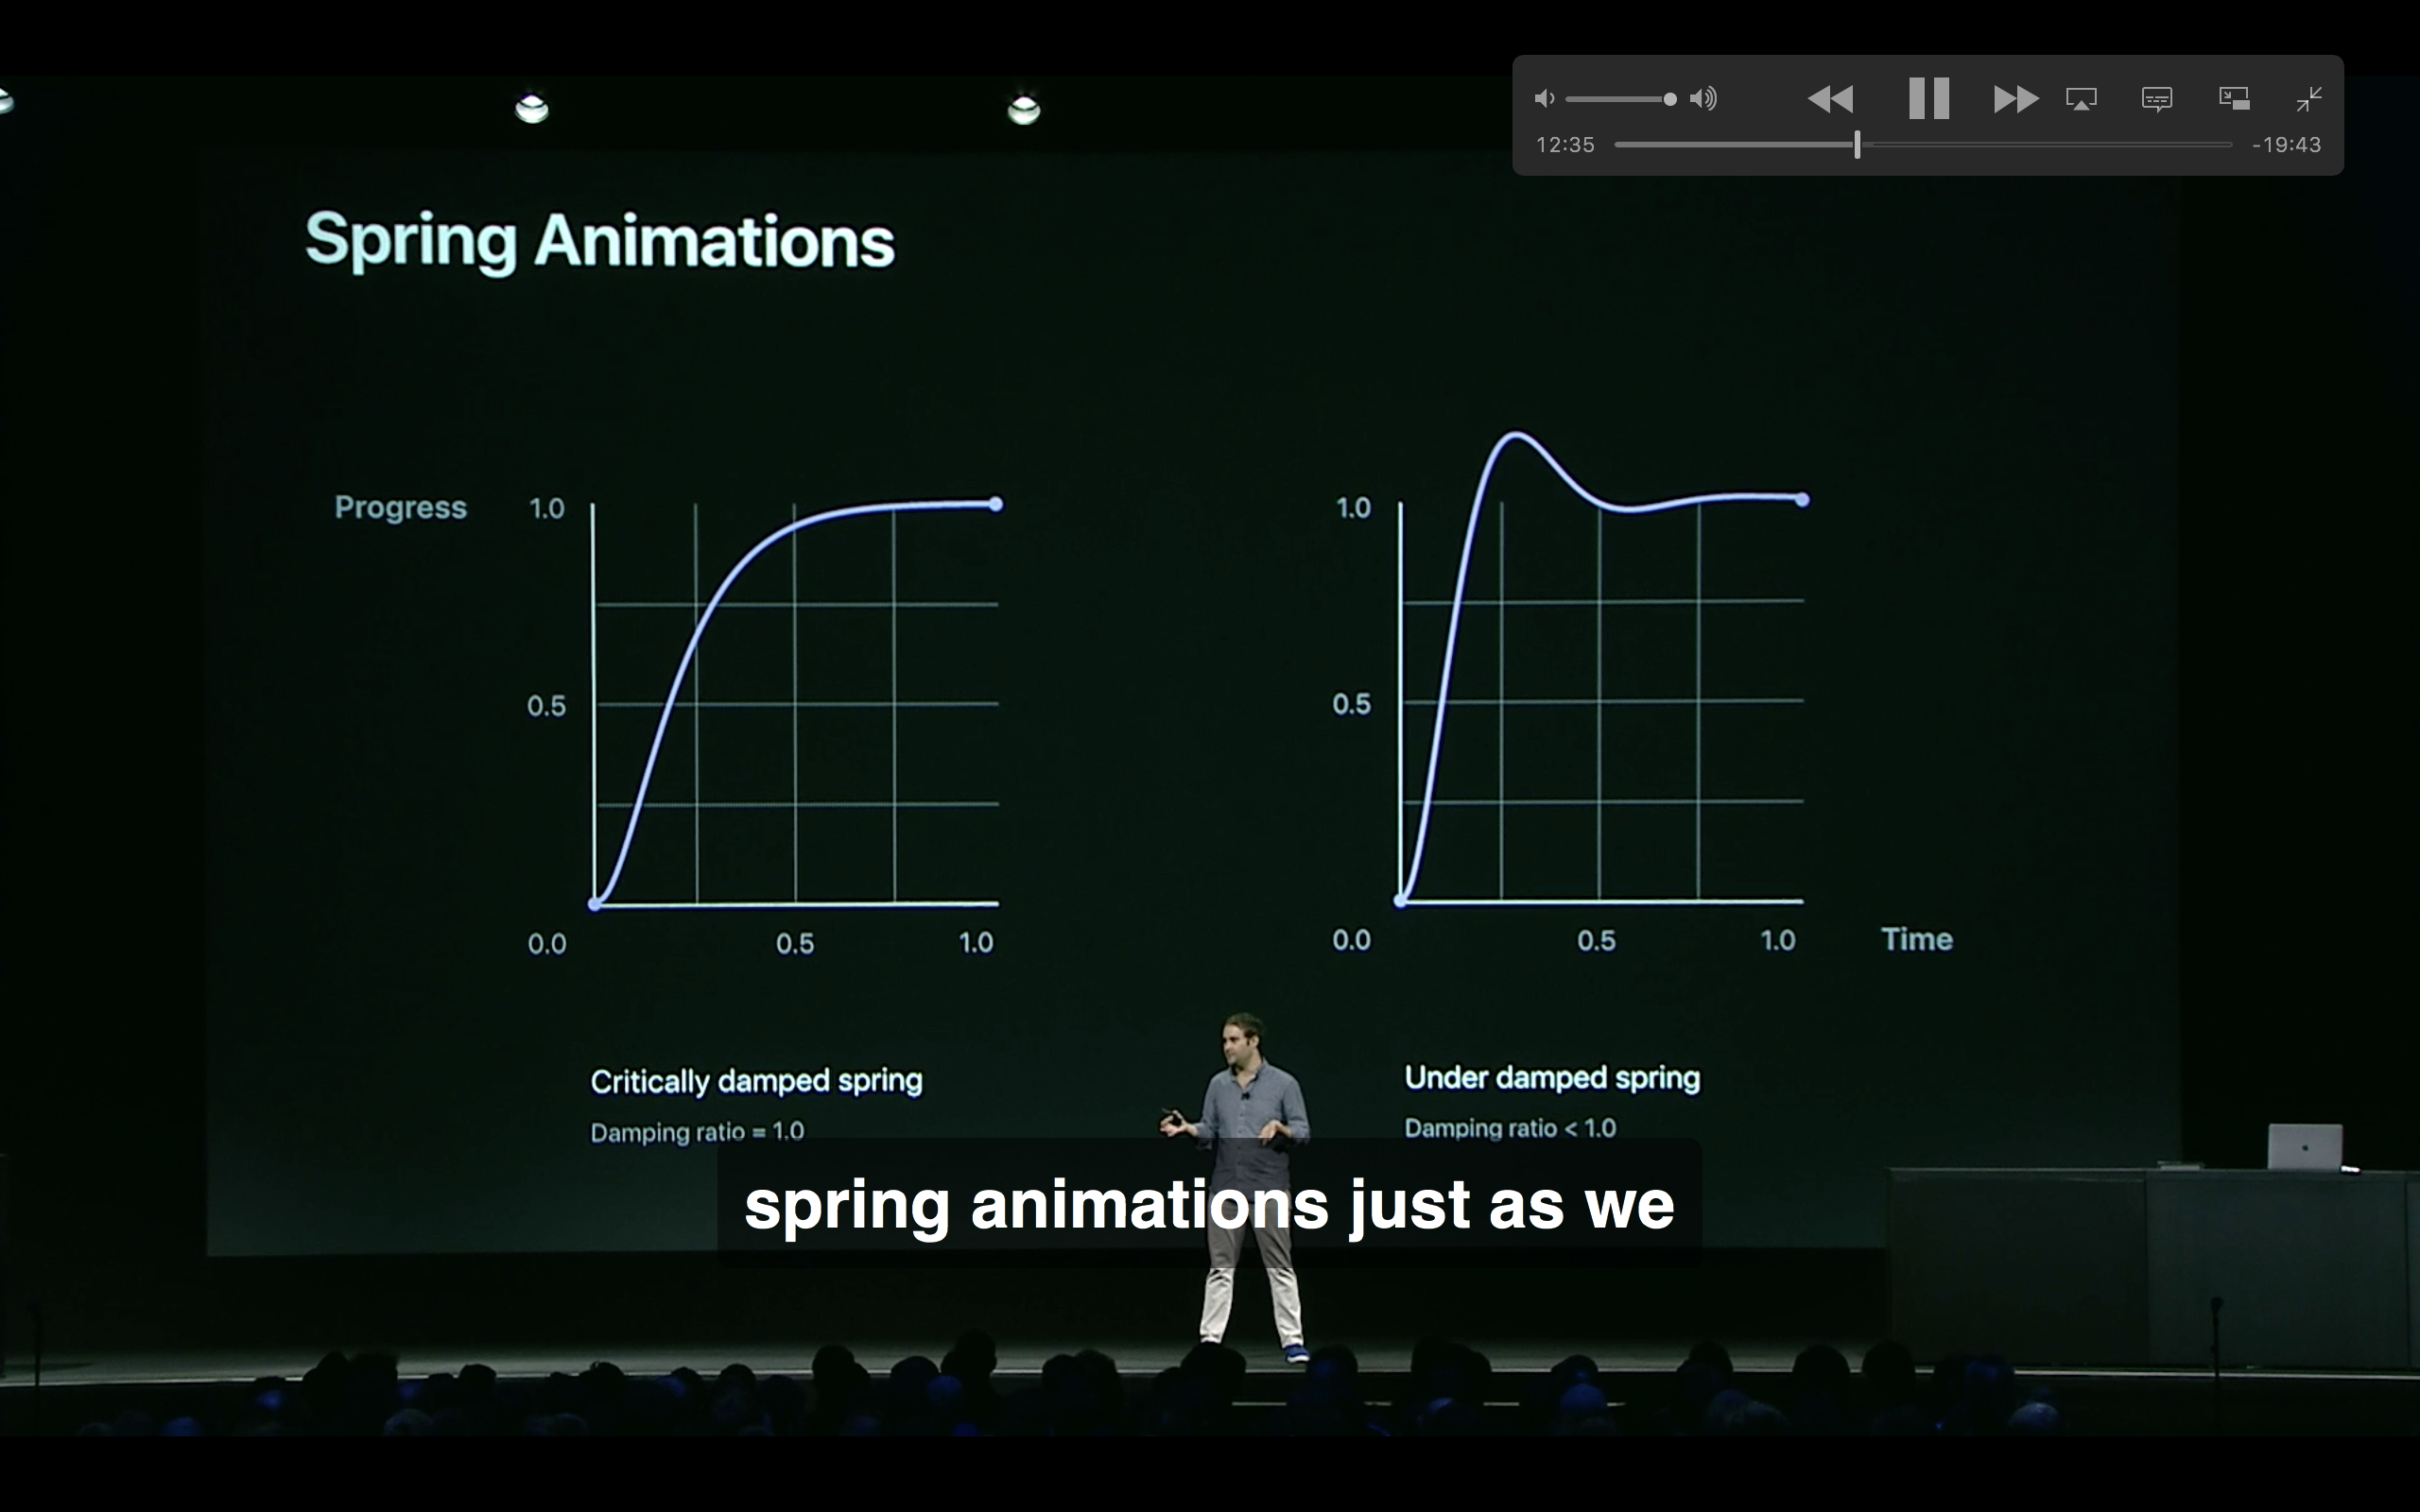 12:35
-19:43
Spring Animations
Progress
1.0
0.5
0.0
0.5
1.0
1.0
0.5
0.0
0.5
1.0
Time
Critically damped spring
Damping ratio = 1.0
Under damped spring
Damping ratio < 1.0
spring animations just as we